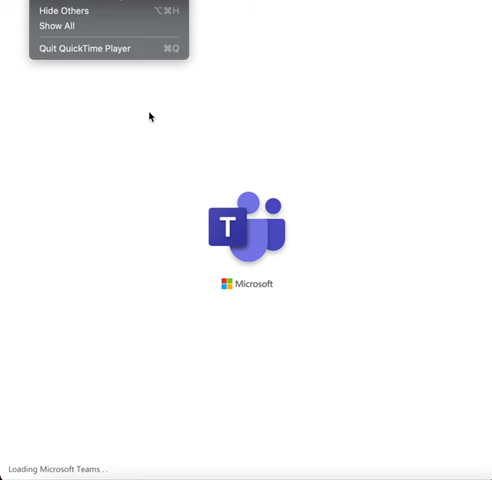 Hide Others ⌥⌘H
Show All
Quit QuickTime Player ⌘Q
T
Microsoft
Loading Microsoft Teams . .